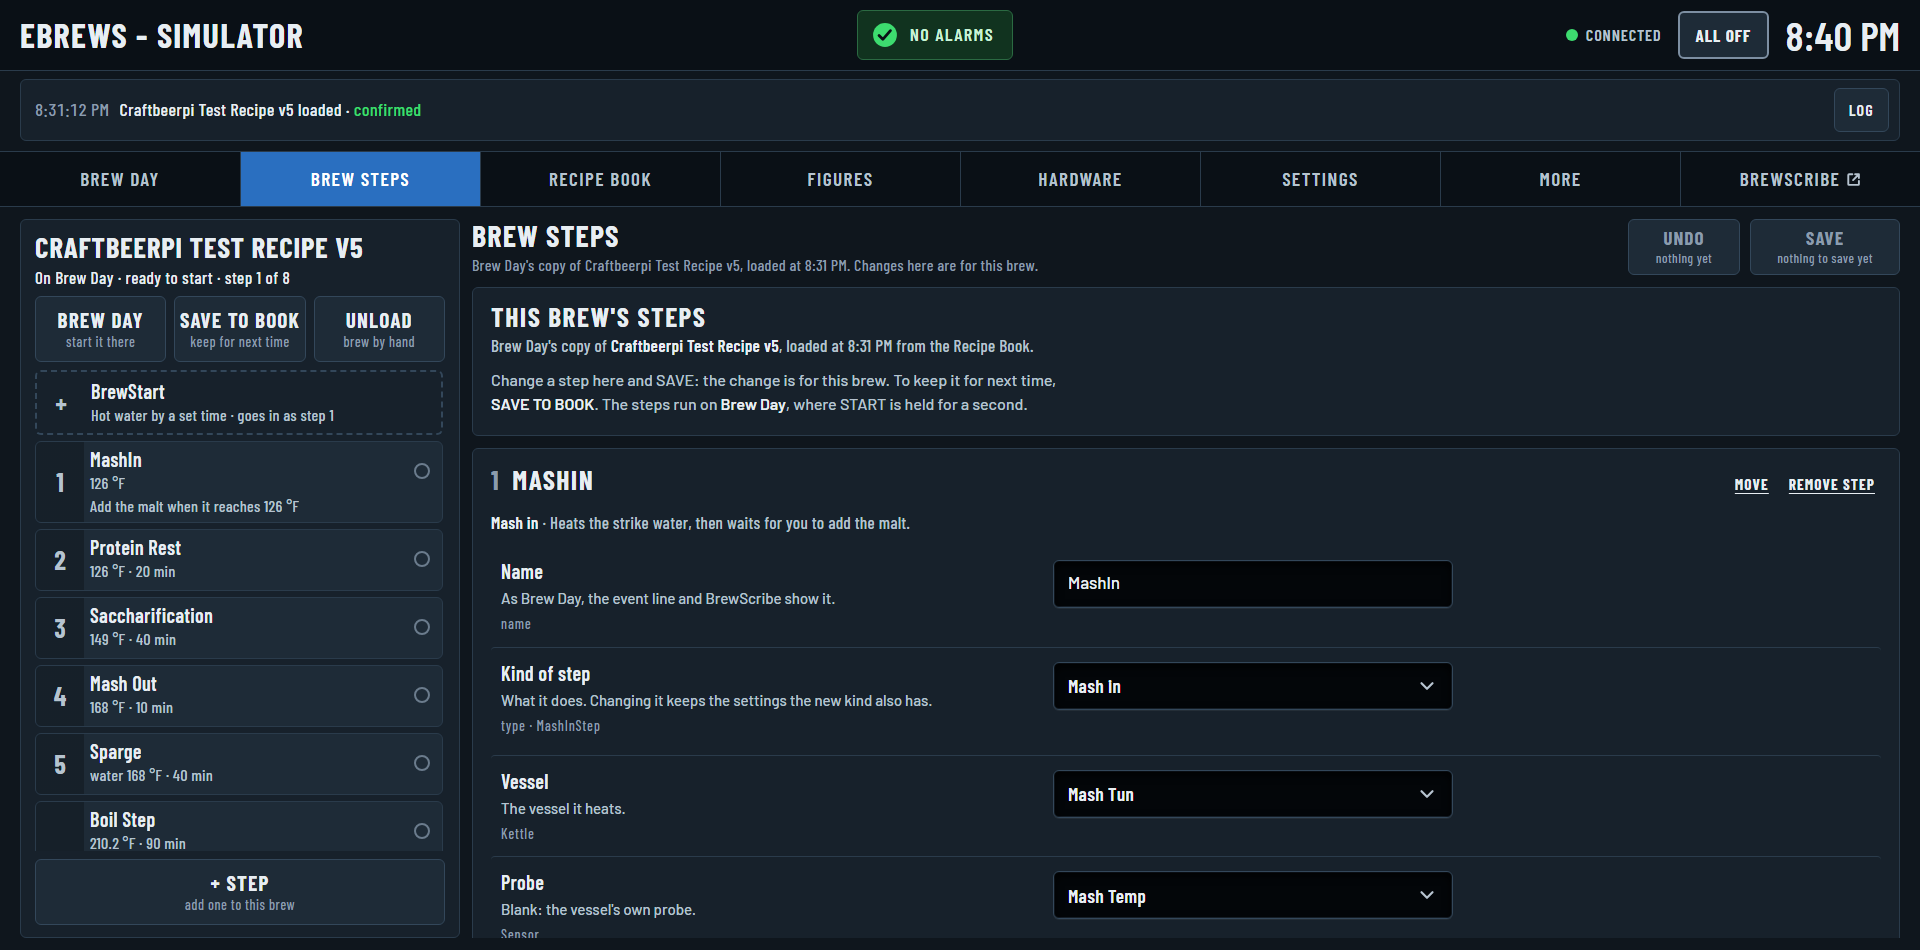 EBREWS - SIMULATOR
NO ALARMS
CONNECTED
ALL OFF
8:40 PM
8:31:12 PM Craftbeerpi Test Recipe v5 loaded · confirmed
LOG
BREW DAY
BREW STEPS
RECIPE BOOK
FIGURES
HARDWARE
SETTINGS
MORE
BREWSCRIBE
CRAFTBEERPI TEST RECIPE V5
On Brew Day · ready to start · step 1 of 8
BREW DAY
start it there
SAVE TO BOOK
keep for next time
UNLOAD
brew by hand
+
BrewStart
Hot water by a set time · goes in as step 1
1
MashIn
126 °F
Add the malt when it reaches 126 °F
2
Protein Rest
126 °F · 20 min
3
Saccharification
149 °F · 40 min
4
Mash Out
168 °F · 10 min
5
Sparge
water 168 °F · 40 min
Boil Step
210.2 °F · 90 min
+ STEP
add one to this brew
BREW STEPS
Brew Day's copy of Craftbeerpi Test Recipe v5, loaded at 8:31 PM. Changes here are for this brew.
UNDO
nothing yet
SAVE
nothing to save yet
THIS BREW'S STEPS
Brew Day's copy of Craftbeerpi Test Recipe v5, loaded at 8:31 PM from the Recipe Book.
Change a step here and SAVE: the change is for this brew. To keep it for next time,
SAVE TO BOOK. The steps run on Brew Day, where START is held for a second.
1 MASHIN
MOVE
REMOVE STEP
Mash in · Heats the strike water, then waits for you to add the malt.
Name
As Brew Day, the event line and BrewScribe show it.
name
MashIn
Kind of step
What it does. Changing it keeps the settings the new kind also has.
type · MashInStep
Mash In
Vessel
The vessel it heats.
Kettle
Mash Tun
Probe
Blank: the vessel's own probe.
Sensor
Mash Temp